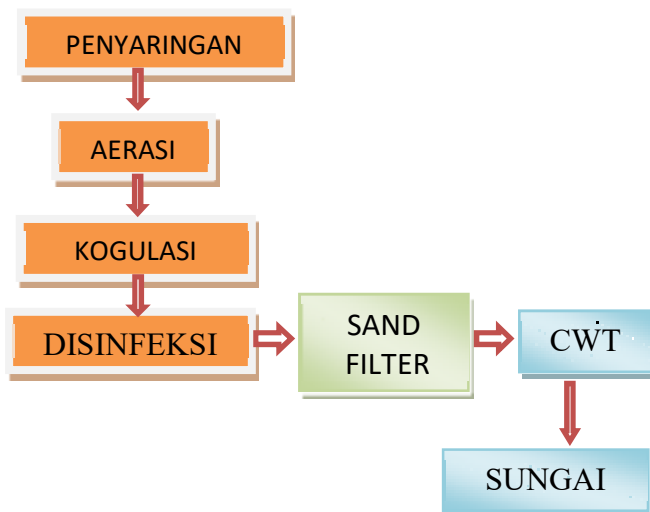 PENYARINGAN
AERASI
KOGULASI
DISINFEKSI
SAND
FILTER
CWT
SUNGAI